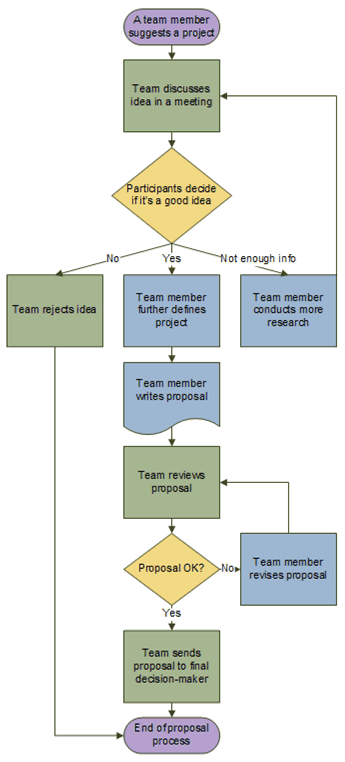 A team member
suggests a project
Team discusses
idea in a meeting
Participants decide
if it's a good idea
No
Yes
Not enough info
Team rejects idea
Team member
further defines
project
Team member
conducts more
research
Team member
writes proposal
Team reviews
proposal
Proposal OK?
No
Team member
revises proposal
Yes
Team sends
proposal to final
decision-maker
End of proposal
process